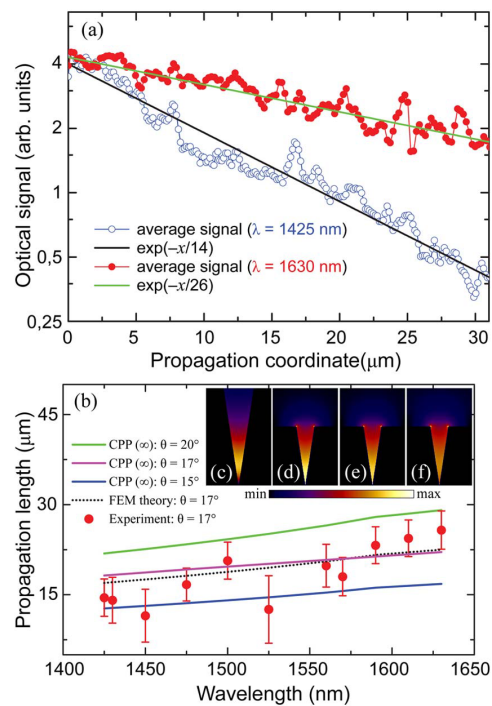 (a)
Optical signal (arb. units)
4
2
1
0,5
0,25
average signal (λ = 1425 nm)
exp(−x/14)
average signal (λ = 1630 nm)
exp(−x/26)
0
5
10
15
20
25
30
Propagation coordinate(μm)
(b)
Propagation length (μm)
45
30
15
CPP (∞): θ = 20°
CPP (∞): θ = 17°
CPP (∞): θ = 15°
FEM theory: θ = 17°
Experiment: θ = 17°
(c)
(d)
(e)
(f)
min
max
1400
1450
1500
1550
1600
1650
Wavelength (nm)